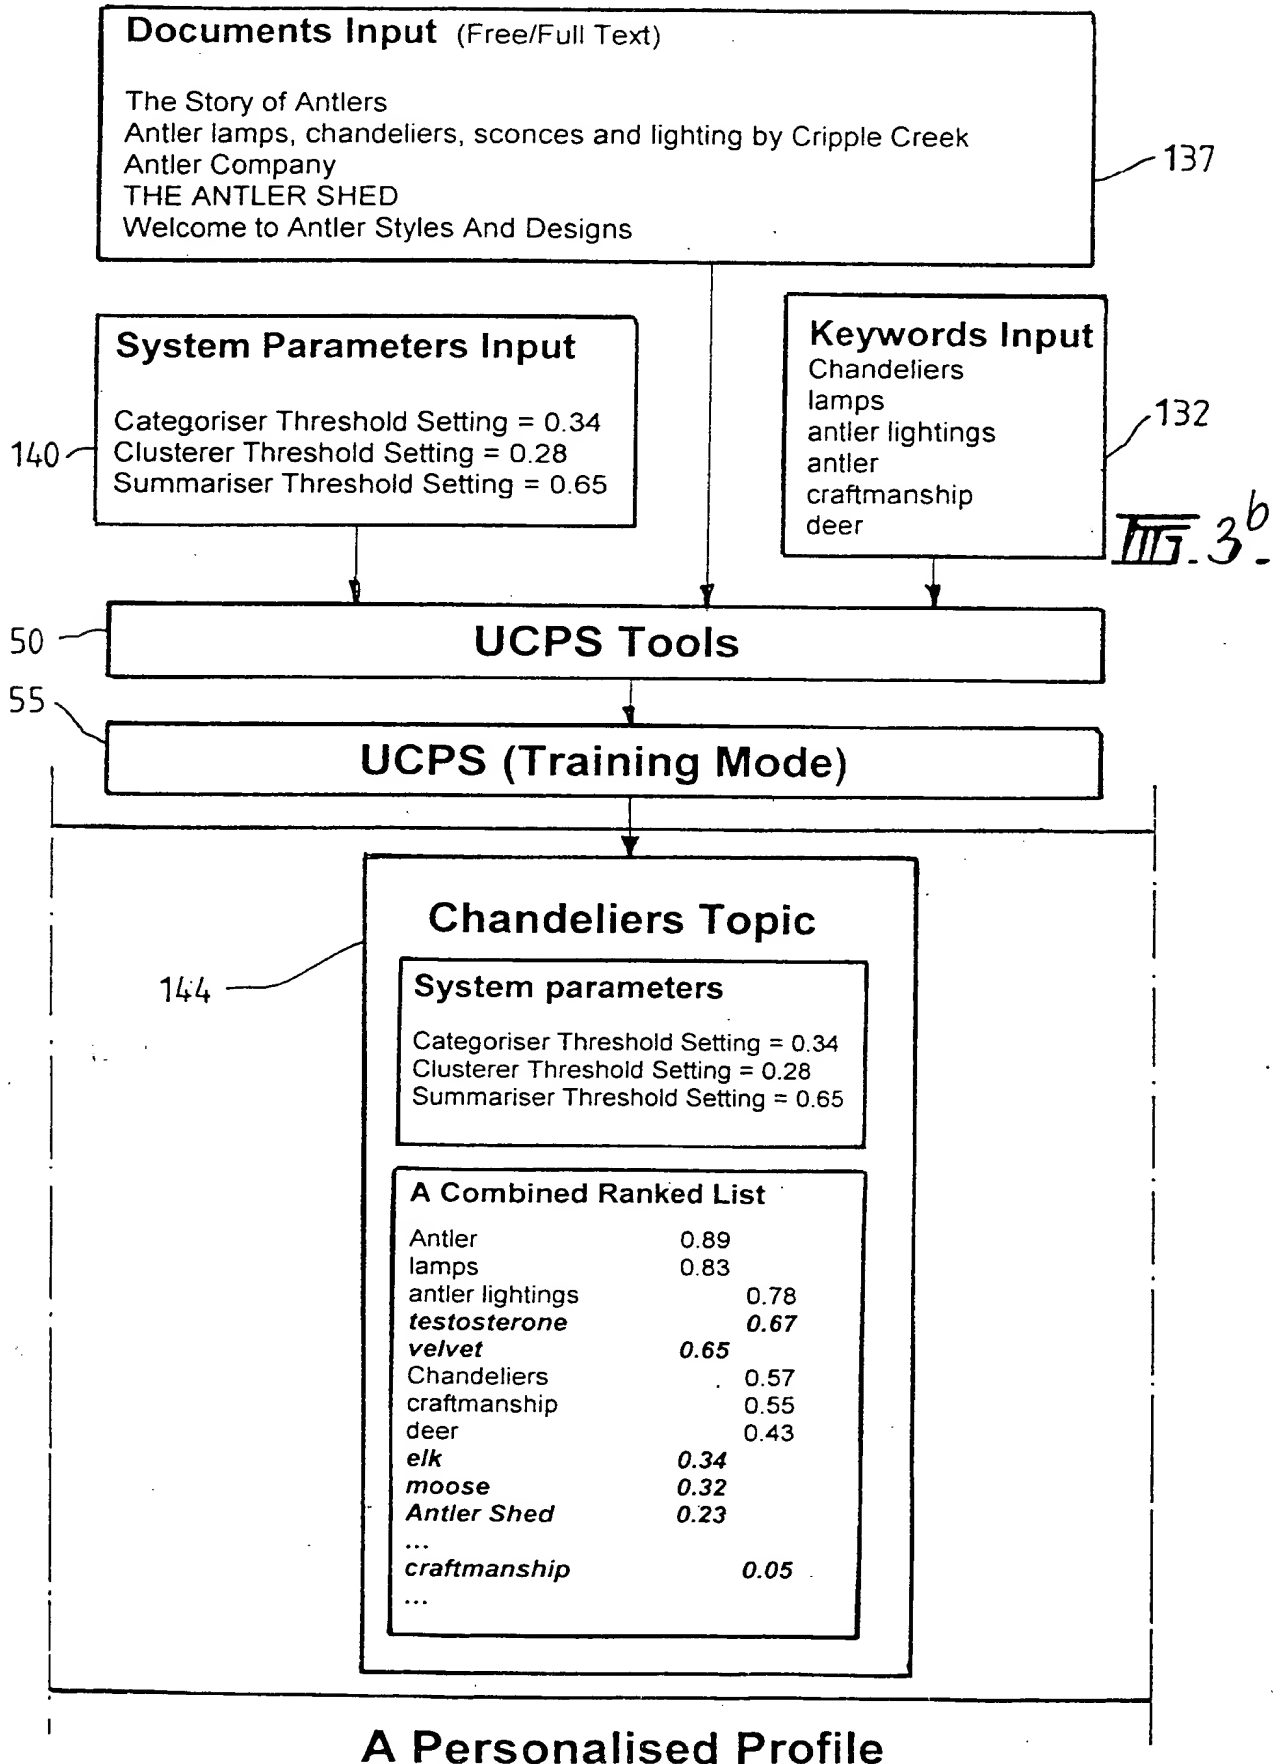 Documents Input (Free/Full Text)
The Story of Antlers
Antler lamps, chandeliers, sconces and lighting by Cripple Creek
Antler Company
THE ANTLER SHED
Welcome to Antler Styles And Designs
137
System Parameters Input
Categoriser Threshold Setting = 0.34
Clusterer Threshold Setting = 0.28
Summariser Threshold Setting = 0.65
140
Keywords Input
Chandeliers
lamps
antler lightings
antler
craftmanship
deer
132
FIG. 3b.
50
UCPS Tools
55
UCPS (Training Mode)
Chandeliers Topic
144
System parameters
Categoriser Threshold Setting = 0.34
Clusterer Threshold Setting = 0.28
Summariser Threshold Setting = 0.65
A Combined Ranked List
Antler 0.89
lamps 0.83
antler lightings 0.78
testosterone 0.67
velvet 0.65
Chandeliers 0.57
craftmanship 0.55
deer 0.43
elk 0.34
moose 0.32
Antler Shed 0.23
...
craftmanship 0.05
...
A Personalised Profile